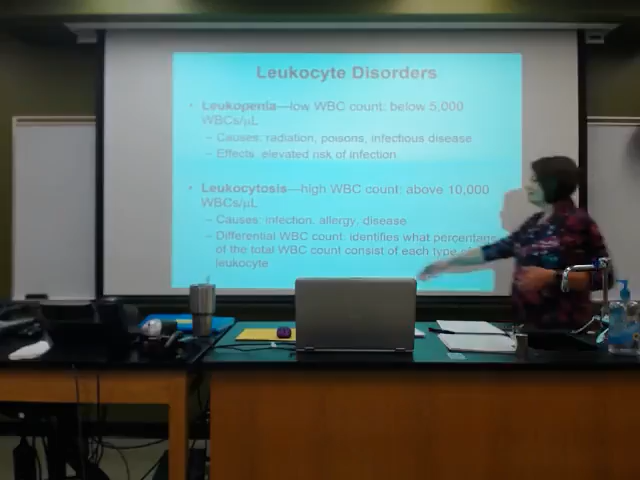 Leukocyte Disorders
• Leukopenia—low WBC count: below 5,000
WBCs/μL
– Causes: radiation, poisons, infectious disease
– Effects: elevated risk of infection
• Leukocytosis—high WBC count: above 10,000
WBCs/μL
– Causes: infection, allergy, disease
– Differential WBC count: identifies what percentage
of the total WBC count consist of each type
leukocyte